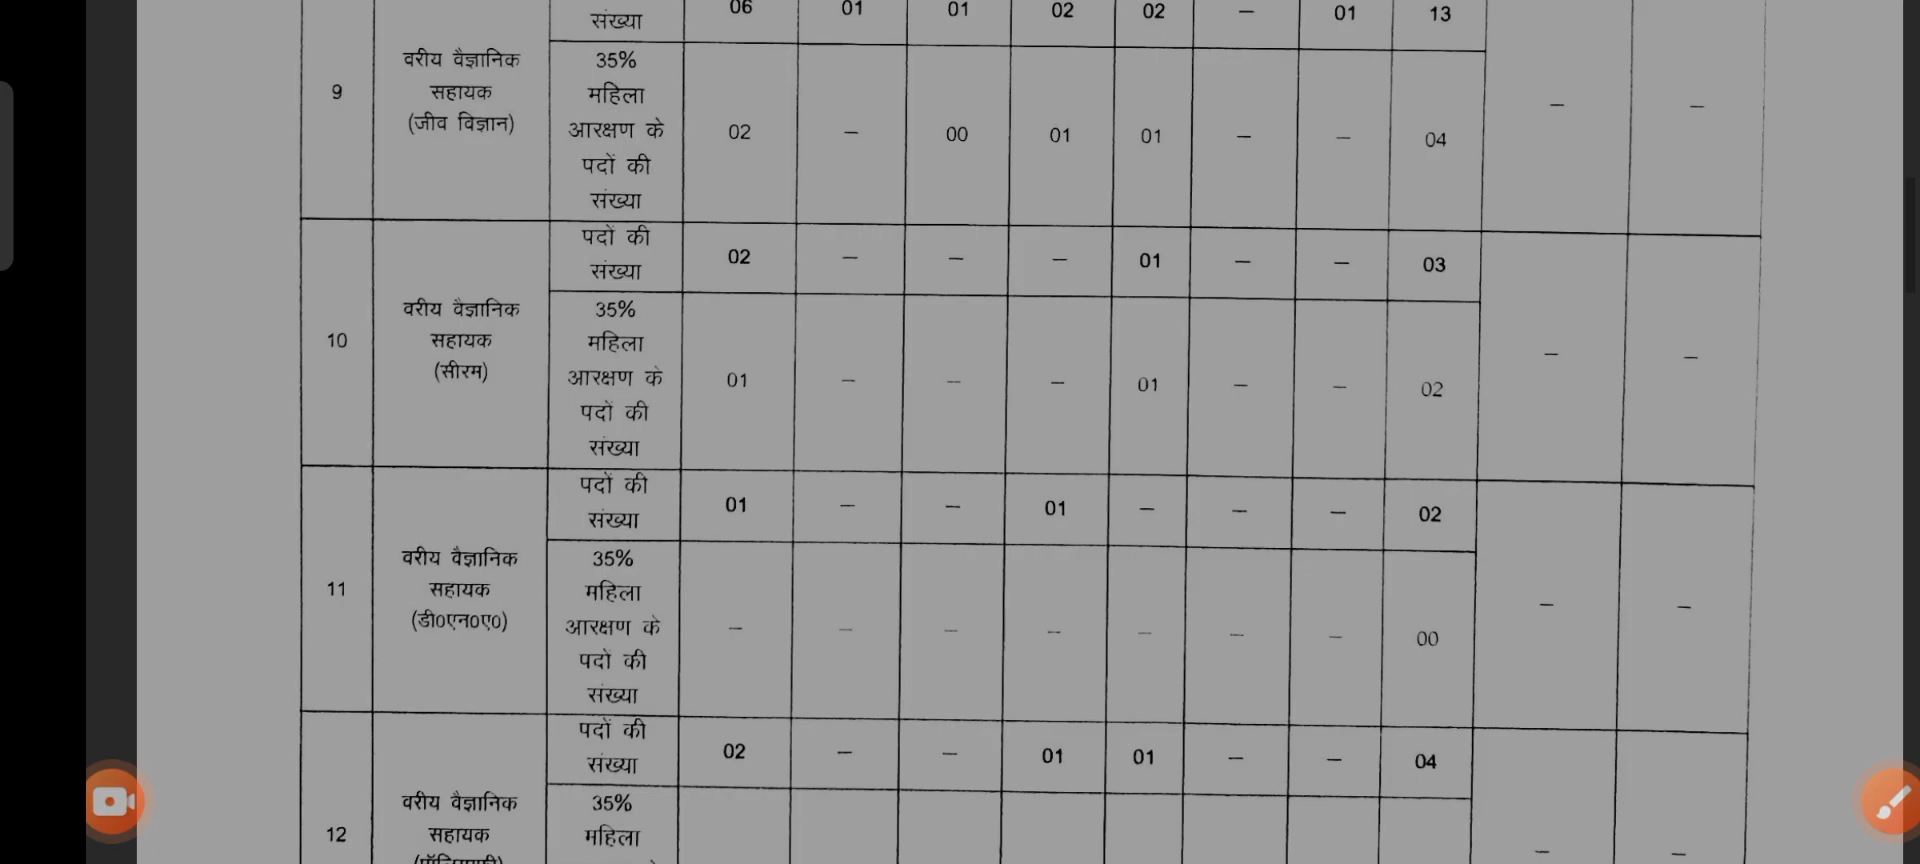 संख्या 06 01 01 02 02 – – 01 13
9 वरीय वैज्ञानिक सहायक (जीव विज्ञान) 35% महिला आरक्षण के पदों की संख्या 02 – 00 01 01 – – 04 – –
10 वरीय वैज्ञानिक सहायक (सीरम) पदों की संख्या 02 – – – 01 – – 03 – –
35% महिला आरक्षण के पदों की संख्या 01 – – – 01 – – 02
11 वरीय वैज्ञानिक सहायक (डी०एन०ए०) पदों की संख्या 01 – – 01 – – – 02 – –
35% महिला आरक्षण के पदों की संख्या – – – – – – – 00
12 वरीय वैज्ञानिक सहायक पदों की संख्या 02 – – 01 01 – – 04 – –
35% महिला